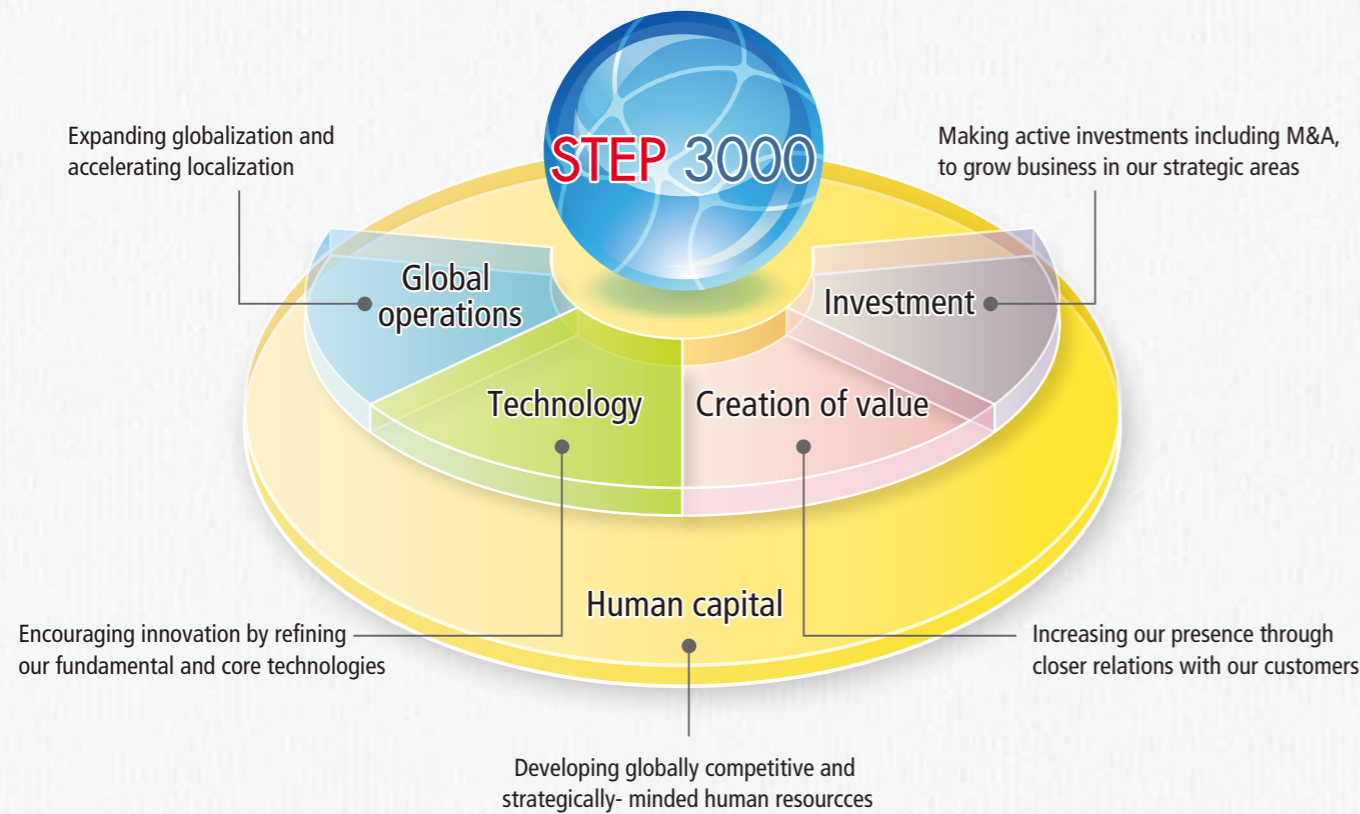 STEP 3000
Expanding globalization and
accelerating localization
Making active investments including M&A,
to grow business in our strategic areas
Global
operations
Investment
Technology
Creation of value
Human capital
Encouraging innovation by refining
our fundamental and core technologies
Increasing our presence through
closer relations with our customers
Developing globally competitive and
strategically- minded human resourcces